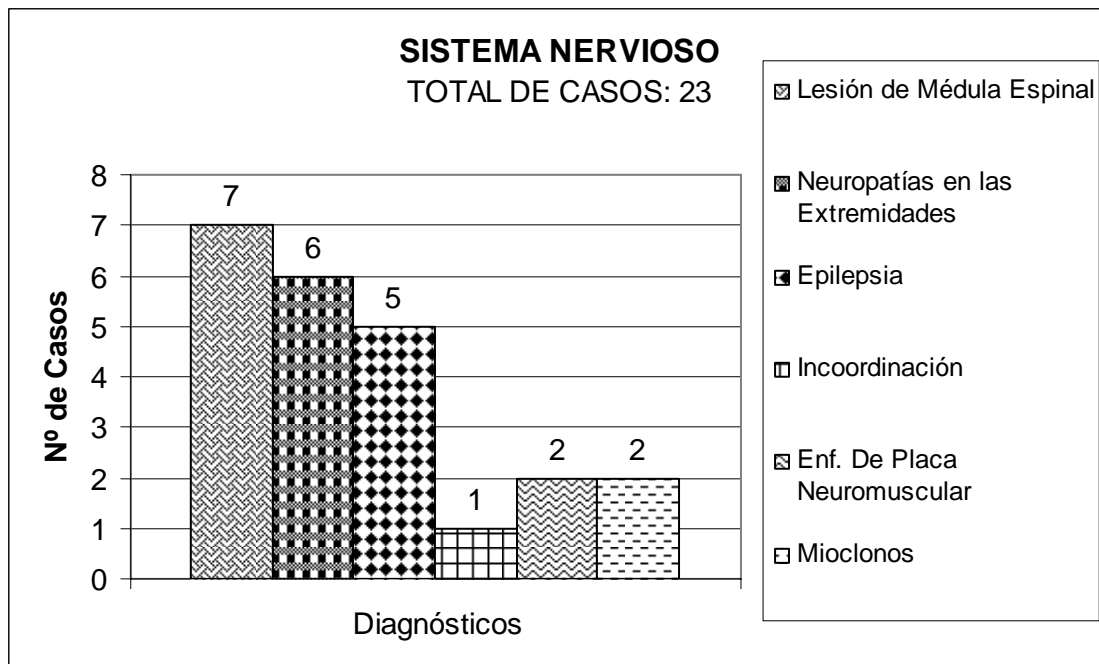 SISTEMA NERVIOSO
TOTAL DE CASOS: 23
Nº de Casos
8
7
6
5
4
3
2
1
0
7
6
5
1
2
2
Diagnósticos
Lesión de Médula Espinal
Neuropatías en las
Extremidades
Epilepsia
Incoordinación
Enf. De Placa
Neuromuscular
Mioclonos